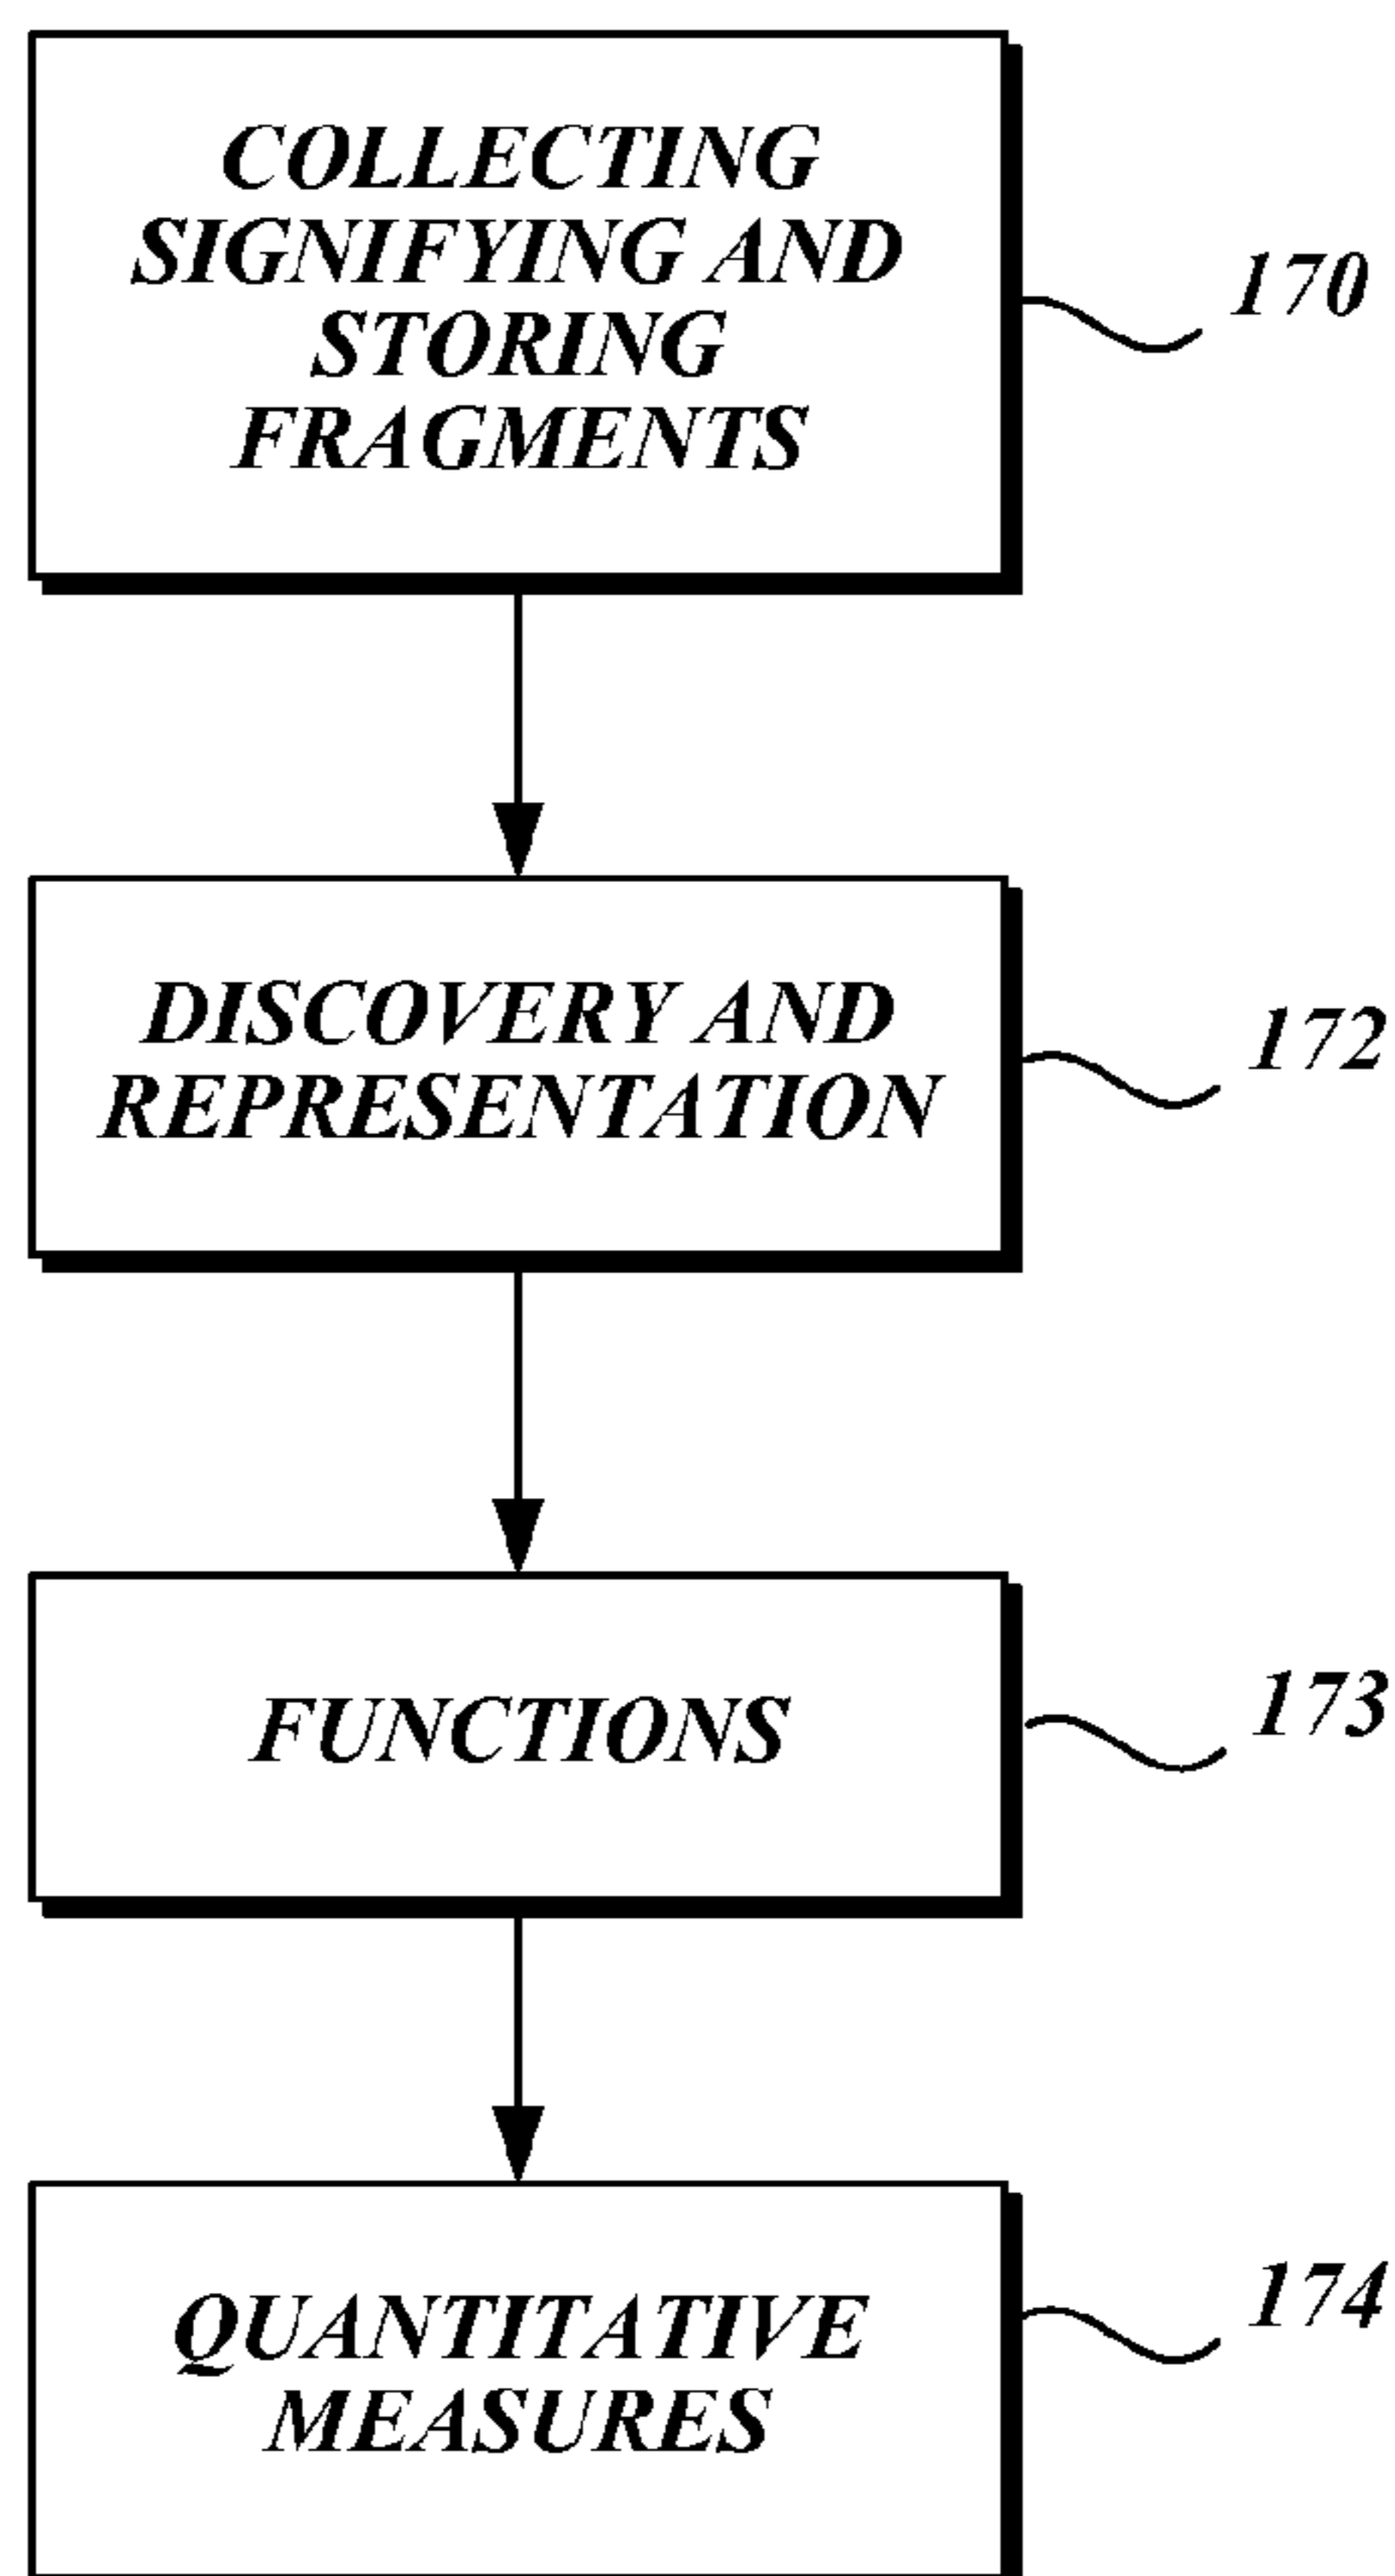 COLLECTING
SIGNIFYING AND
STORING
FRAGMENTS
170
DISCOVERY AND
REPRESENTATION
172
FUNCTIONS
173
QUANTITATIVE
MEASURES
174